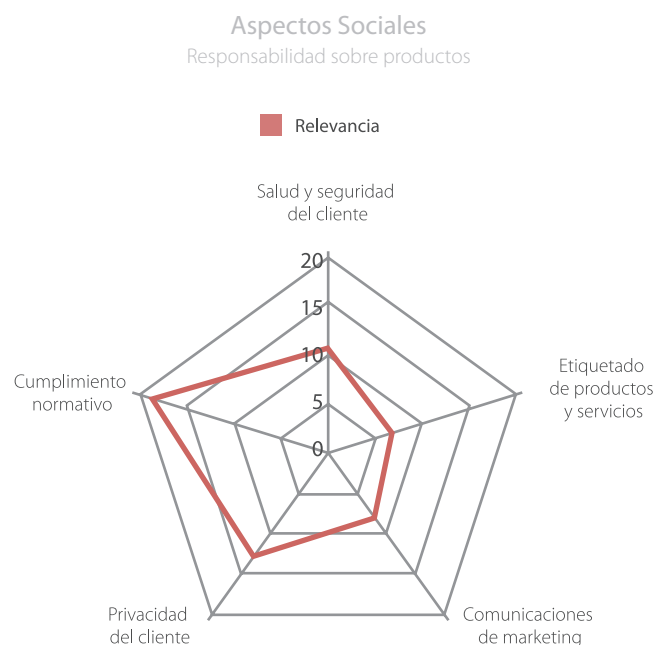 Aspectos Sociales
Responsabilidad sobre productos
Relevancia
Salud y seguridad
del cliente
20
15
10
5
0
Etiquetado
de productos
y servicios
Cumplimiento
normativo
Privacidad
del cliente
Comunicaciones
de marketing